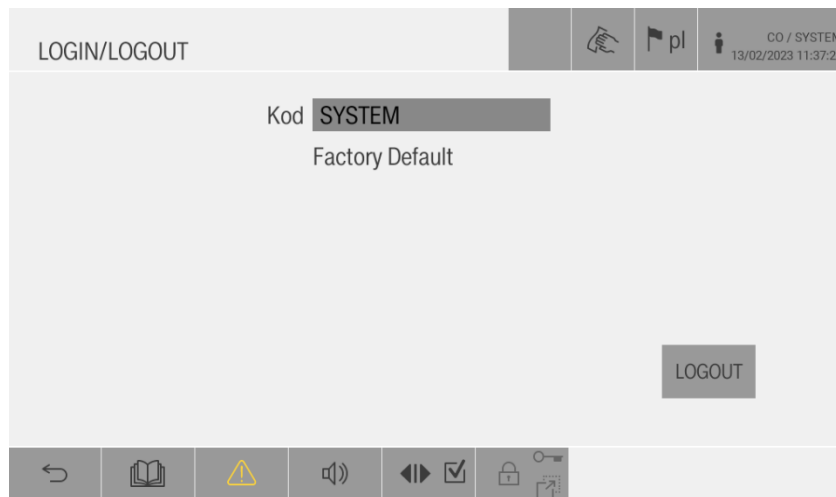 LOGIN/LOGOUT
pl
CO / SYSTEM
13/02/2023 11:37:2
Kod SYSTEM
Factory Default
LOGOUT